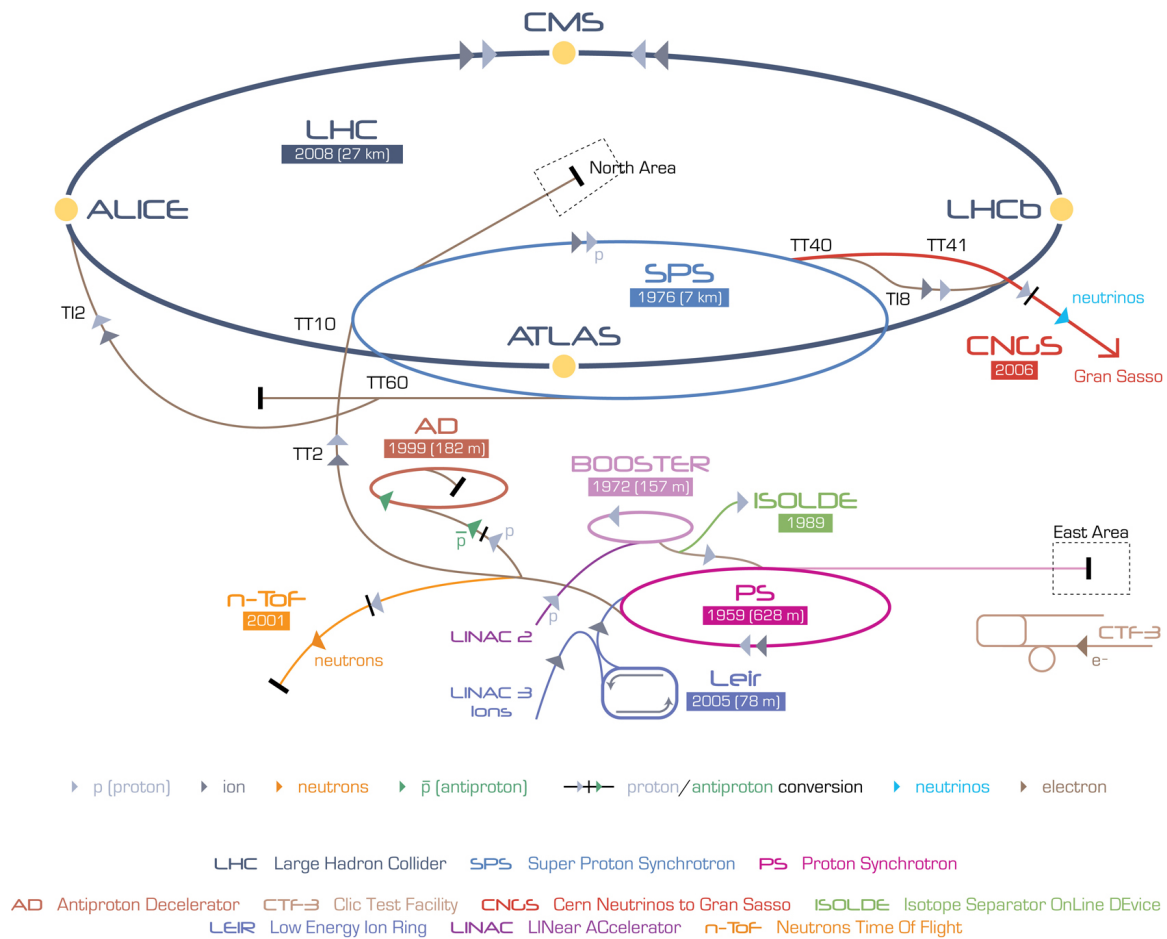 CMS
LHC
2008 (27 km)
North Area
ALICE
LHCb
TT40
TT41
p
SPS
1976 (7 km)
TI8
TI2
neutrinos
TT10
ATLAS
CNGS
2006
Gran Sasso
TT60
AD
1999 (182 m)
TT2
BOOSTER
1972 (157 m)
ISOLDE
1989
p̄
p
East Area
n-ToF
2001
PS
1959 (628 m)
p
LINAC 2
neutrons
CTF-3
e-
LINAC 3
Ions
Leir
2005 (78 m)
p (proton)
ion
neutrons
p̄ (antiproton)
proton/antiproton conversion
neutrinos
electron
LHC Large Hadron Collider SPS Super Proton Synchrotron PS Proton Synchrotron
AD Antiproton Decelerator CTF-3 Clic Test Facility CNGS Cern Neutrinos to Gran Sasso ISOLDE Isotope Separator OnLine DEvice
LEIR Low Energy Ion Ring LINAC LINear ACcelerator n-ToF Neutrons Time Of Flight